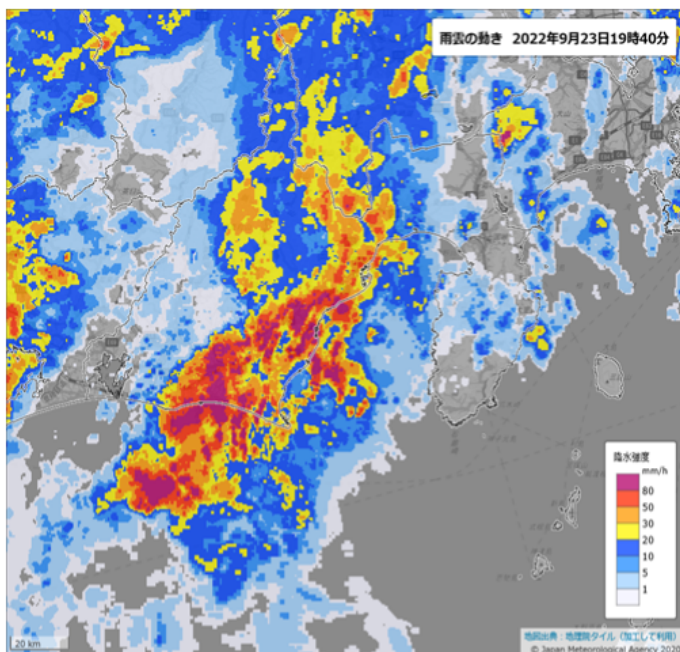 雨雲の動き 2022年9月23日19時40分
降水強度
mm/h
80
50
30
20
10
5
1
20 km
地図出典：地理院タイル（加工して利用）
© Japan Meteorological Agency 2020